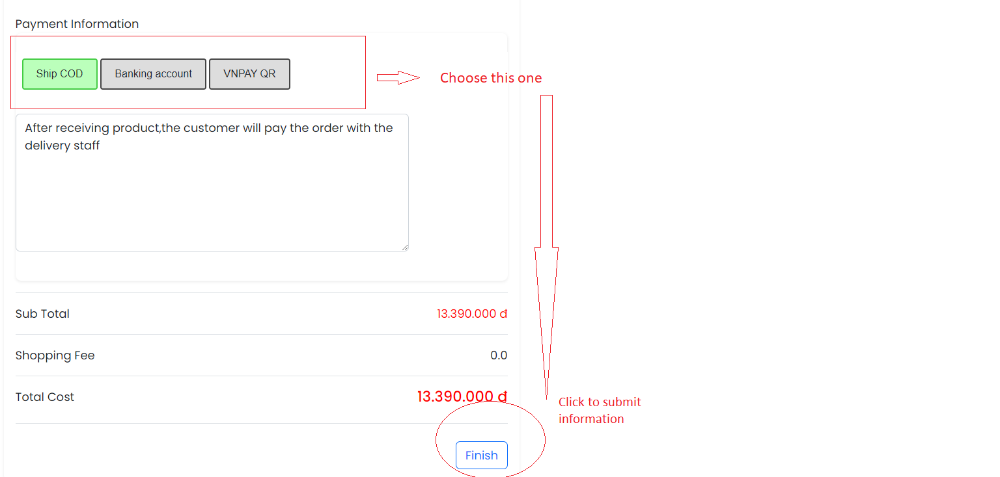 Payment Information
Ship COD
Banking account
VNPAY QR
Choose this one
After receiving product,the customer will pay the order with the
delivery staff
Sub Total
13.390.000 đ
Shopping Fee
0.0
Total Cost
13.390.000 đ
Click to submit
information
Finish